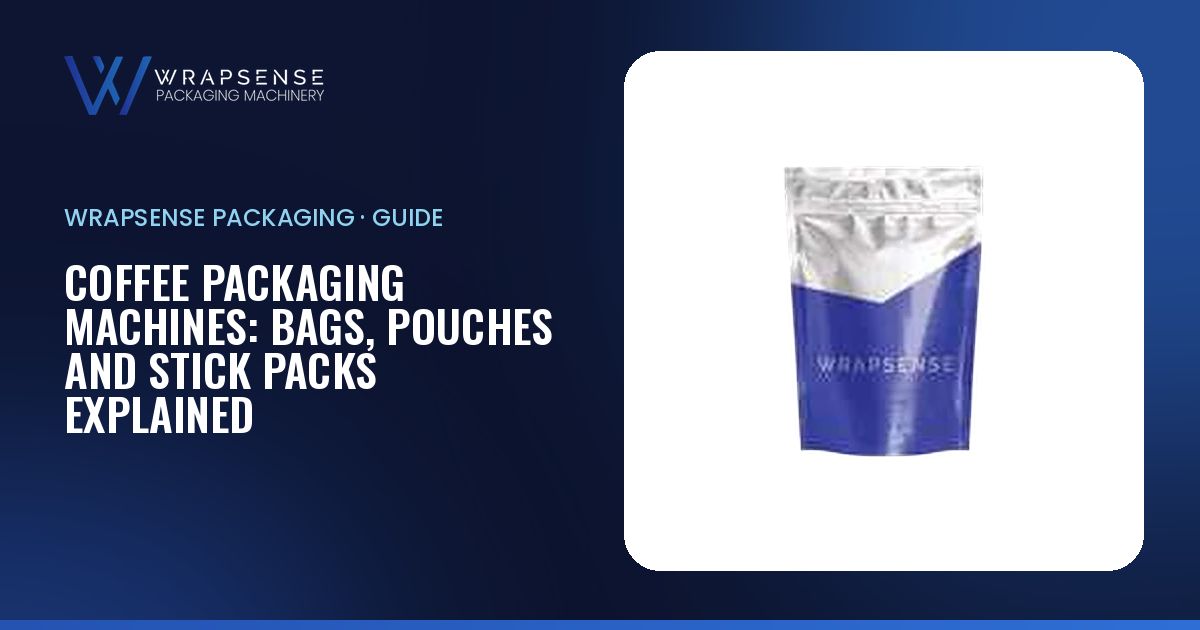 WRAPSENSE
PACKAGING MACHINERY
WRAPSENSE PACKAGING · GUIDE
COFFEE PACKAGING
MACHINES: BAGS, POUCHES
AND STICK PACKS
EXPLAINED
WRAPSENSE